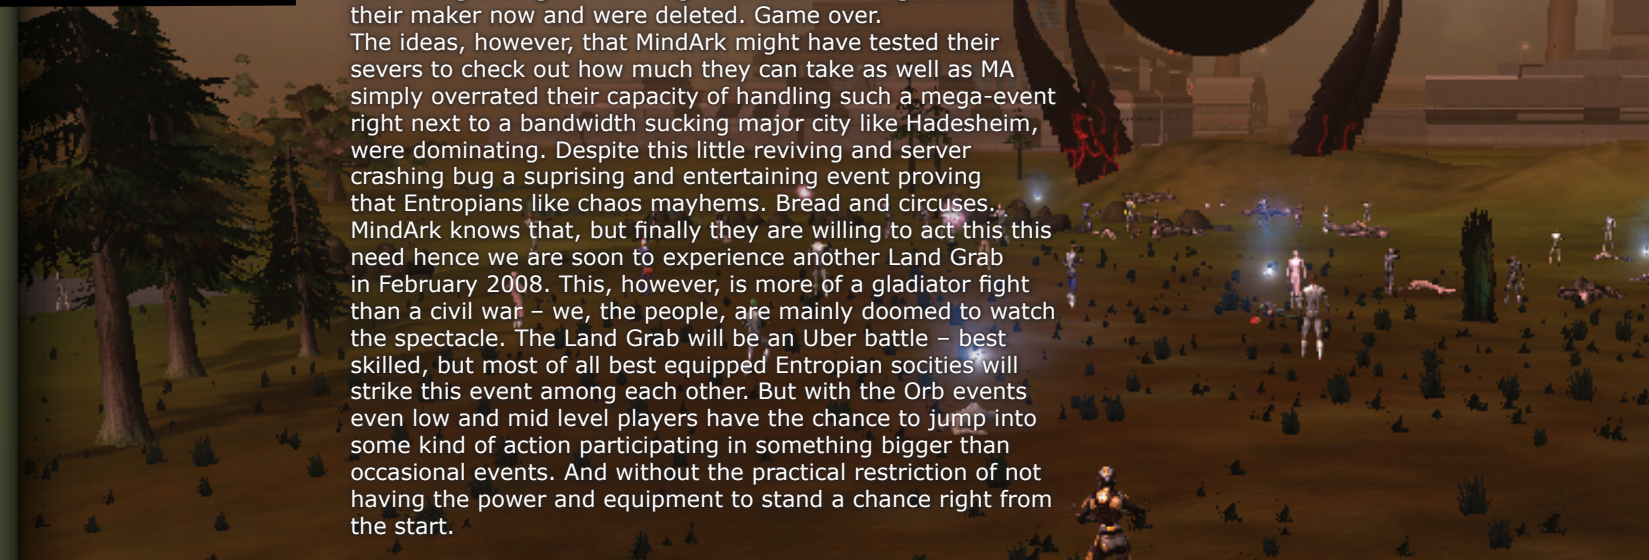 their maker now and were deleted. Game over.
The ideas, however, that MindArk might have tested their
severs to check out how much they can take as well as MA
simply overrated their capacity of handling such a mega-event
right next to a bandwidth sucking major city like Hadesheim,
were dominating. Despite this little reviving and server
crashing bug a suprising and entertaining event proving
that Entropians like chaos mayhems. Bread and circuses.
MindArk knows that, but finally they are willing to act this this
need hence we are soon to experience another Land Grab
in February 2008. This, however, is more of a gladiator fight
than a civil war – we, the people, are mainly doomed to watch
the spectacle. The Land Grab will be an Uber battle – best
skilled, but most of all best equipped Entropian socities will
strike this event among each other. But with the Orb events
even low and mid level players have the chance to jump into
some kind of action participating in something bigger than
occasional events. And without the practical restriction of not
having the power and equipment to stand a chance right from
the start.